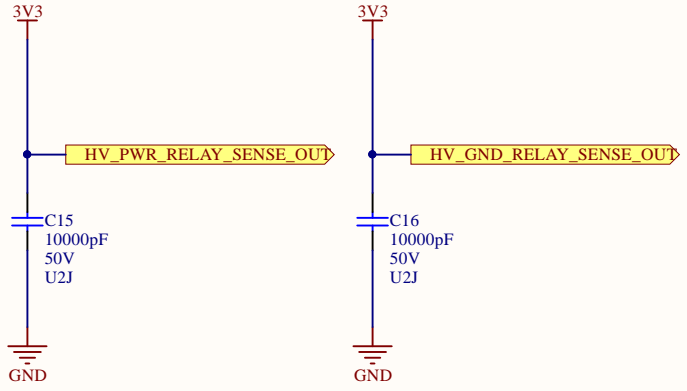 3V3
HV_PWR_RELAY_SENSE_OUT
C15
10000pF
50V
U2J
GND
3V3
HV_GND_RELAY_SENSE_OUT
C16
10000pF
50V
U2J
GND